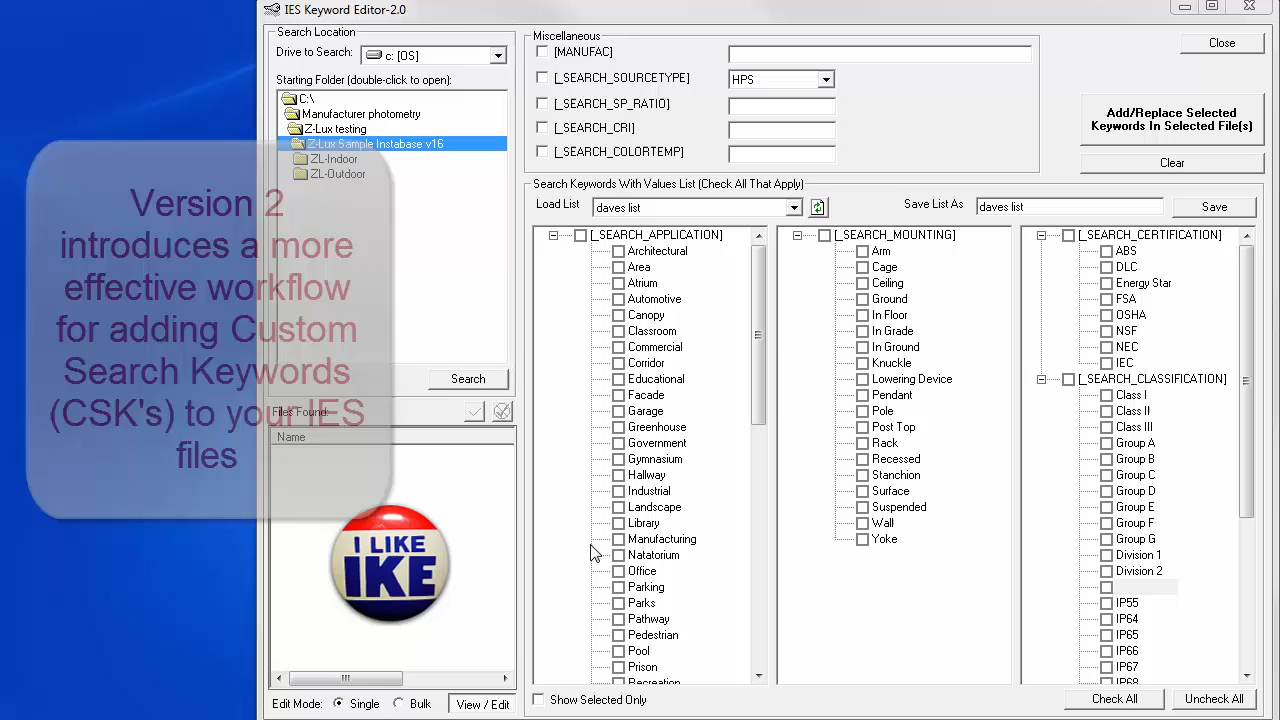 IES Keyword Editor-2.0
Search Location
Drive to Search:
c: [OS]
Starting Folder (double-click to open):
C:\
Manufacturer photometry
Z-Lux testing
Z-Lux Sample Instabase v16
ZL-Indoor
ZL-Outdoor
Search
Files Found:
Name
I LIKE
IKE
Edit Mode:
Single
Bulk
View / Edit
Version 2
introduces a more
effective workflow
for adding Custom
Search Keywords
(CSK's) to your IES
files
Miscellaneous
[MANUFAC]
[_SEARCH_SOURCETYPE]
HPS
[_SEARCH_SP_RATIO]
[_SEARCH_CRI]
[_SEARCH_COLORTEMP]
Close
Add/Replace Selected
Keywords In Selected File(s)
Clear
Search Keywords With Values List (Check All That Apply)
Load List
daves list
Save List As
daves list
Save
[_SEARCH_APPLICATION]
Architectural
Area
Atrium
Automotive
Canopy
Classroom
Commercial
Corridor
Educational
Facade
Garage
Greenhouse
Government
Gymnasium
Hallway
Industrial
Landscape
Library
Manufacturing
Natatorium
Office
Parking
Parks
Pathway
Pedestrian
Pool
Prison
Recreation
[_SEARCH_MOUNTING]
Arm
Cage
Ceiling
Ground
In Floor
In Grade
In Ground
Knuckle
Lowering Device
Pendant
Pole
Post Top
Rack
Recessed
Stanchion
Surface
Suspended
Wall
Yoke
[_SEARCH_CERTIFICATION]
ABS
DLC
Energy Star
FSA
OSHA
NSF
NEC
IEC
[_SEARCH_CLASSIFICATION]
Class I
Class II
Class III
Group A
Group B
Group C
Group D
Group E
Group F
Group G
Division 1
Division 2
IP55
IP64
IP65
IP66
IP67
IP68
Show Selected Only
Check All
Uncheck All